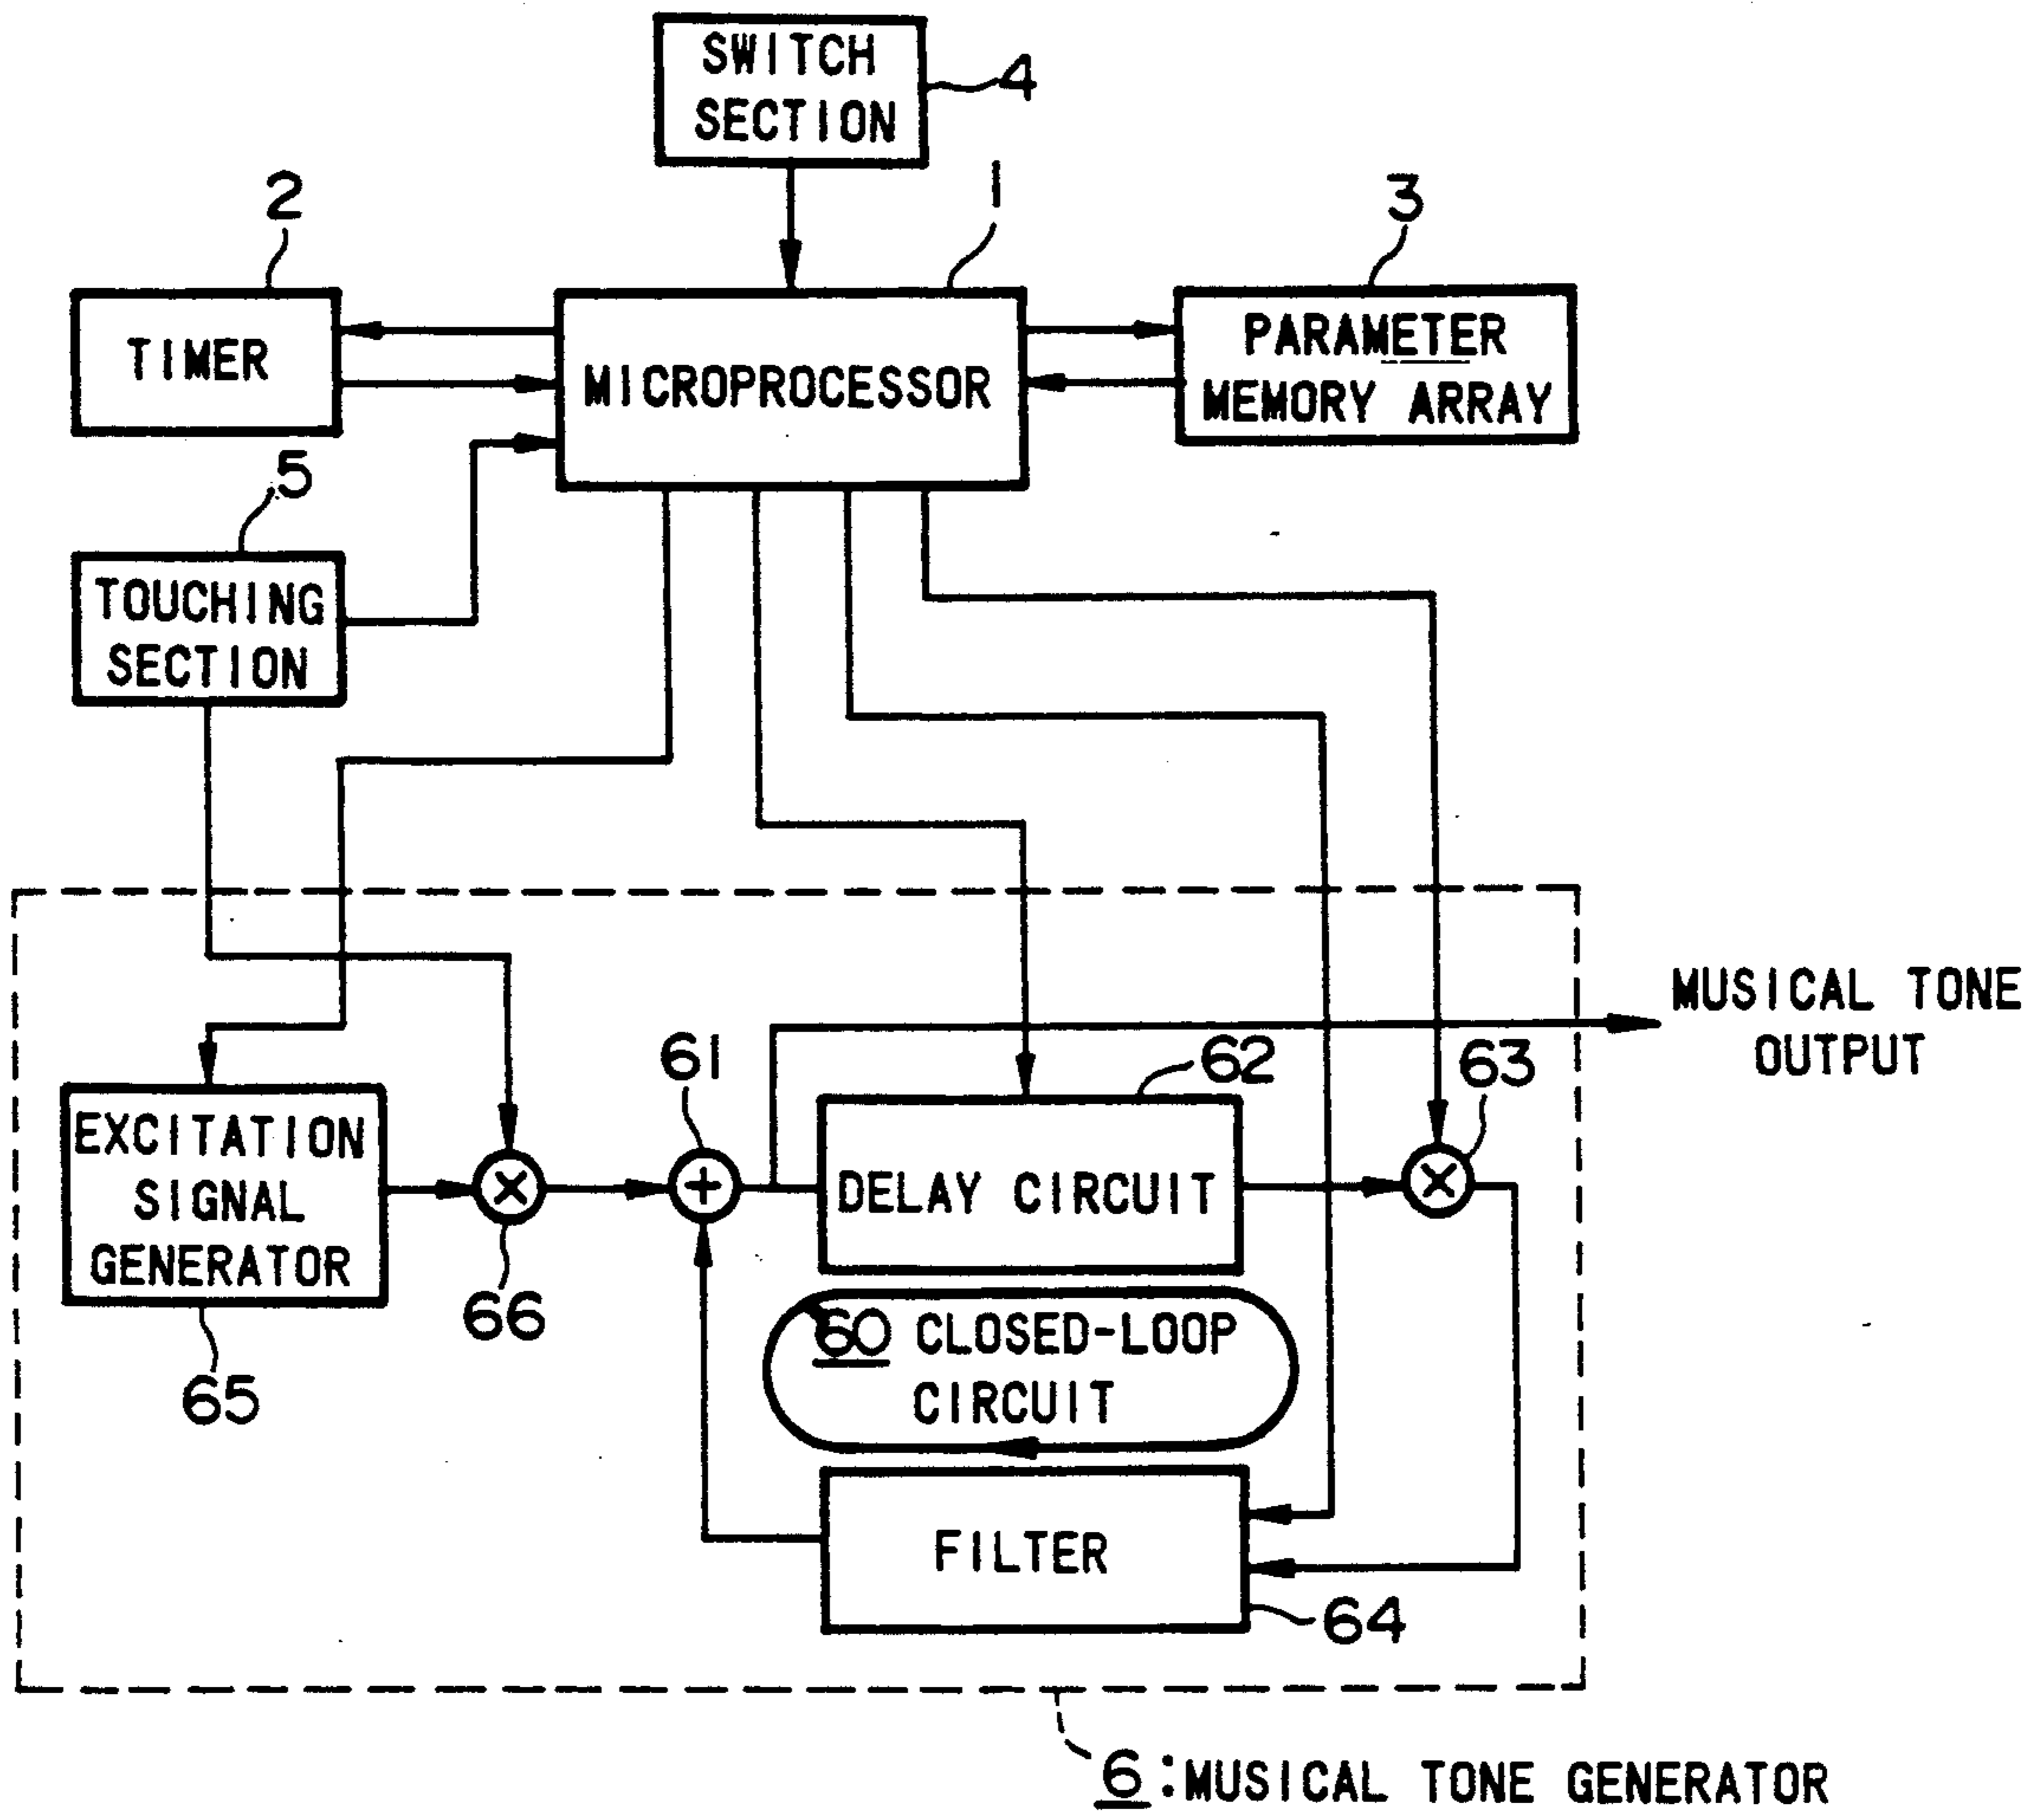 SWITCH
SECTION
4
1
2
3
TIMER
MICROPROCESSOR
PARAMETER
MEMORY ARRAY
5
TOUCHING
SECTION
MUSICAL TONE
OUTPUT
61
62
63
EXCITATION
SIGNAL
GENERATOR
×
+
DELAY CIRCUIT
×
66
65
60 CLOSED-LOOP
CIRCUIT
FILTER
64
6:MUSICAL TONE GENERATOR